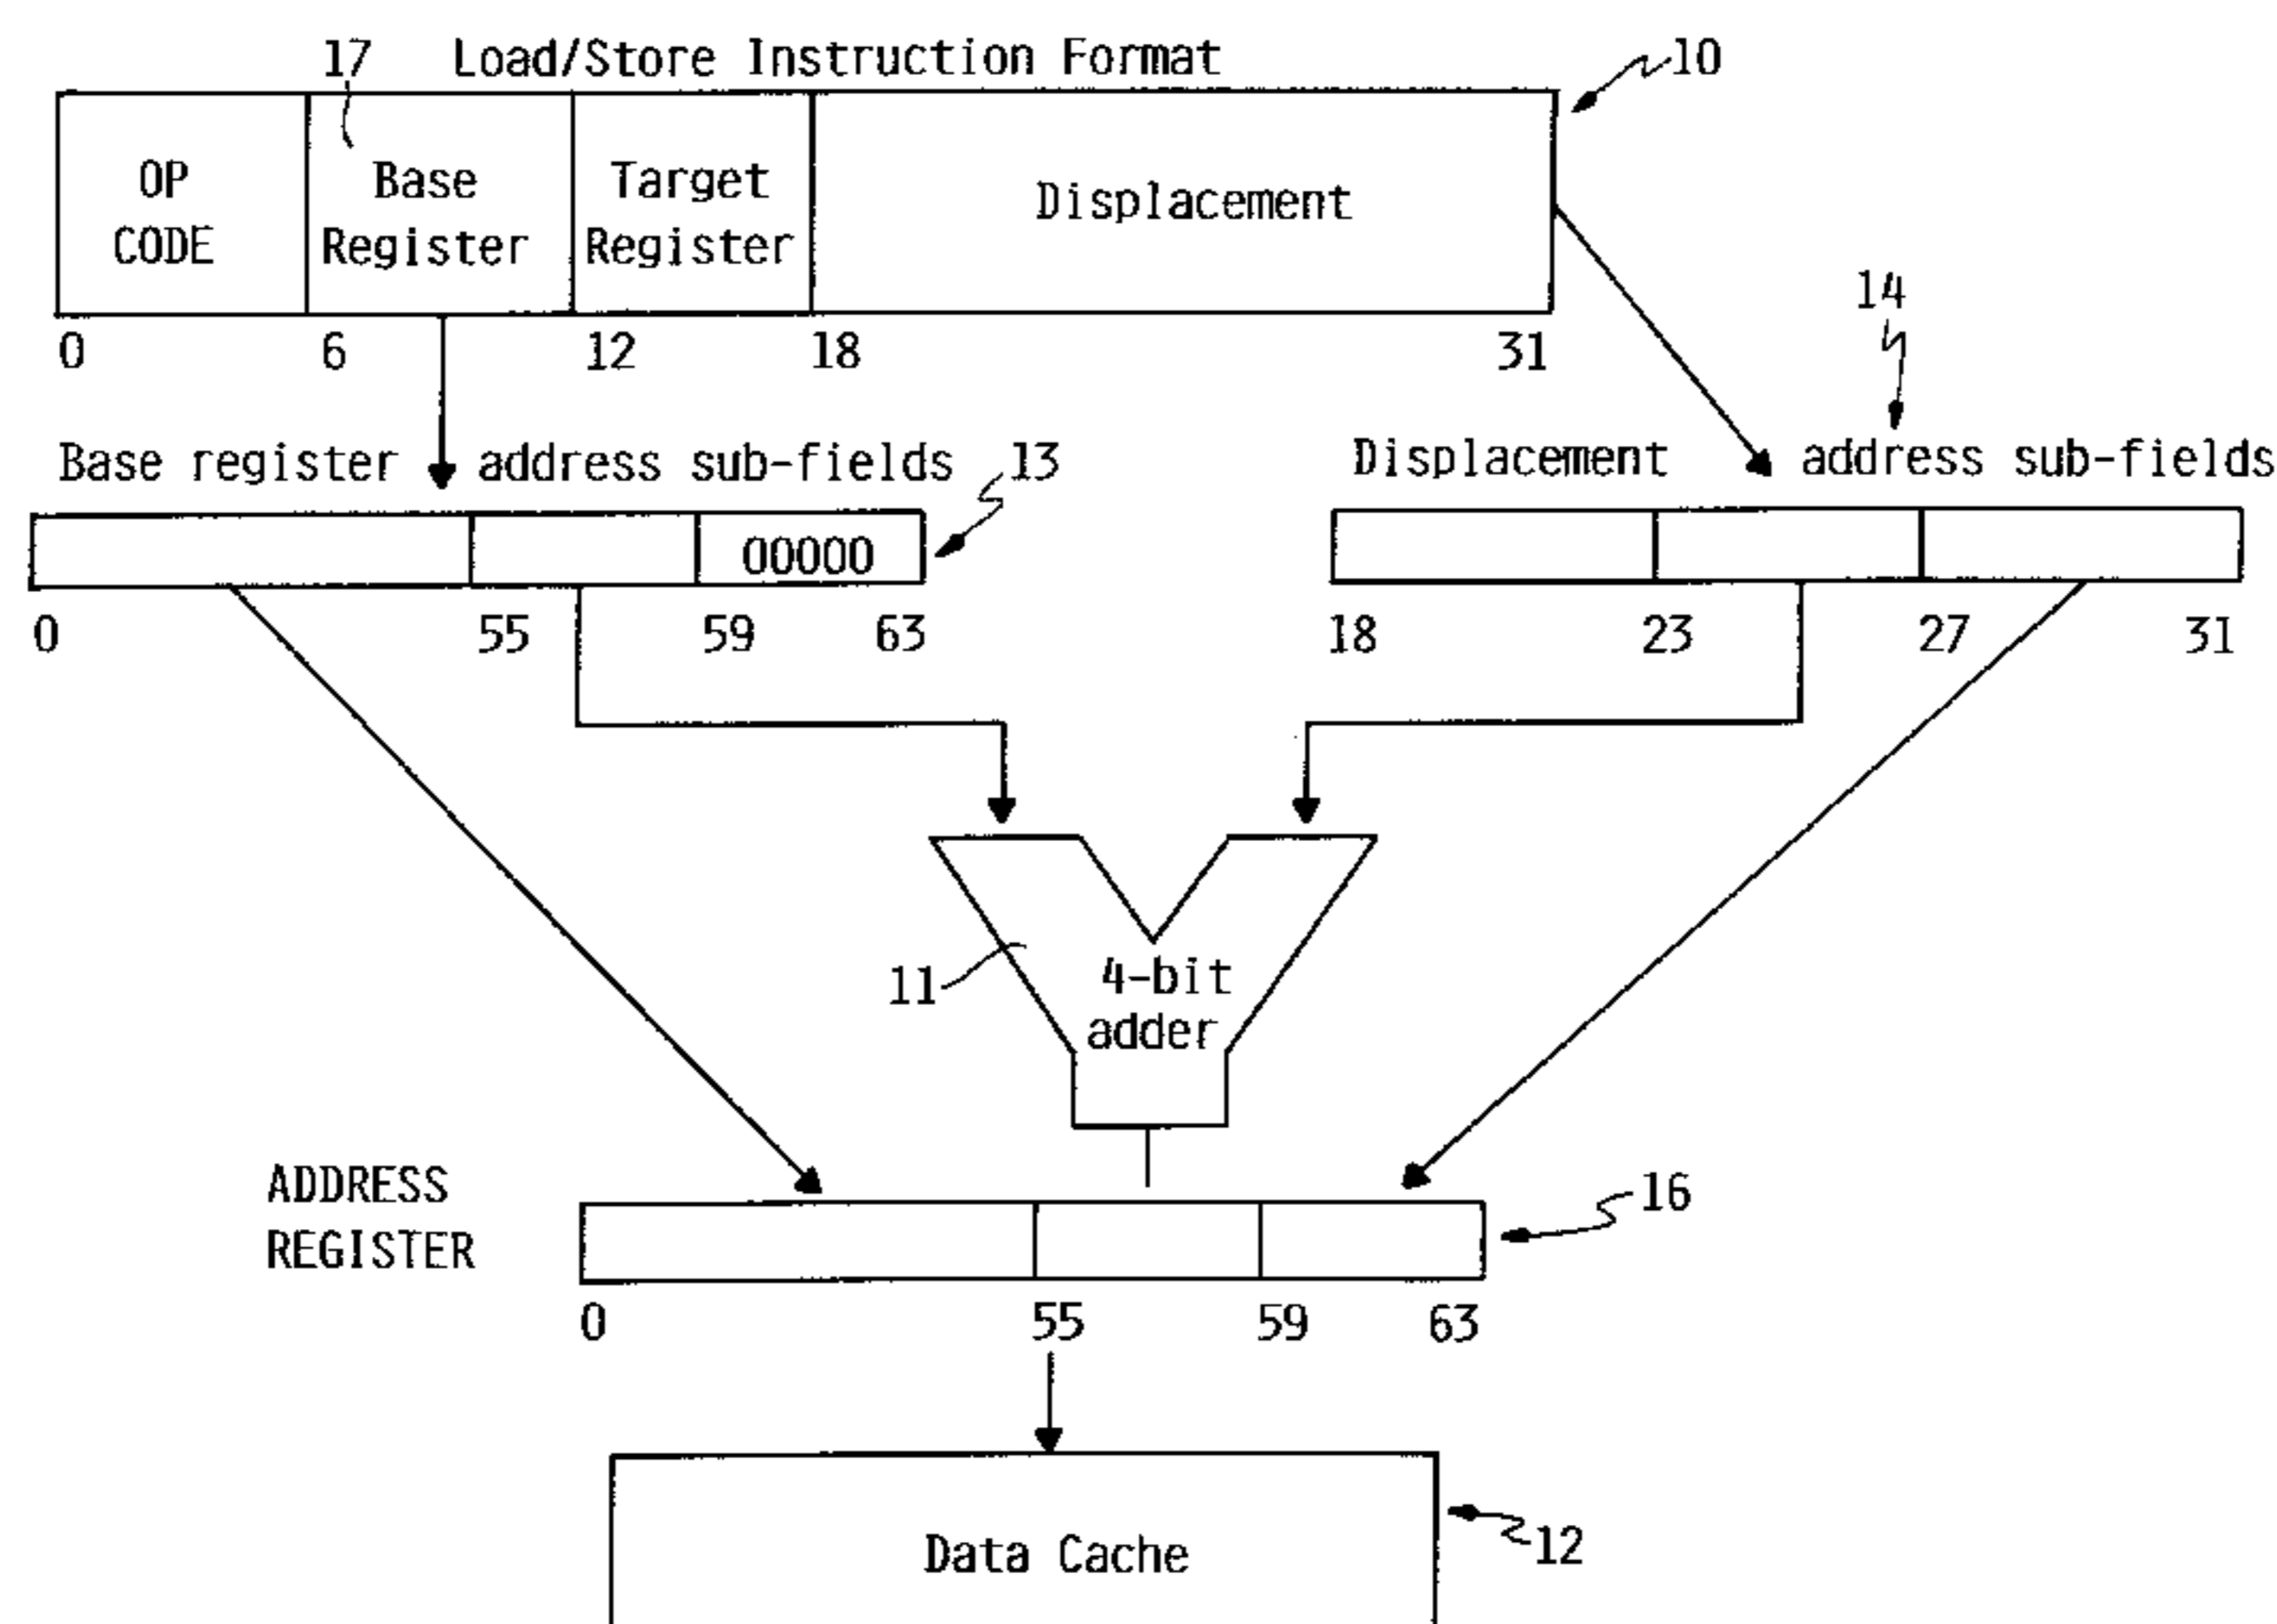 17 Load/Store Instruction Format 10
OP CODE
Base Register
Target Register
Displacement
0 6 12 18 31
14
Base register address sub-fields 13
Displacement address sub-fields
00000
0 55 59 63
18 23 27 31
11
4-bit
adder
ADDRESS
REGISTER
16
0 55 59 63
Data Cache
12